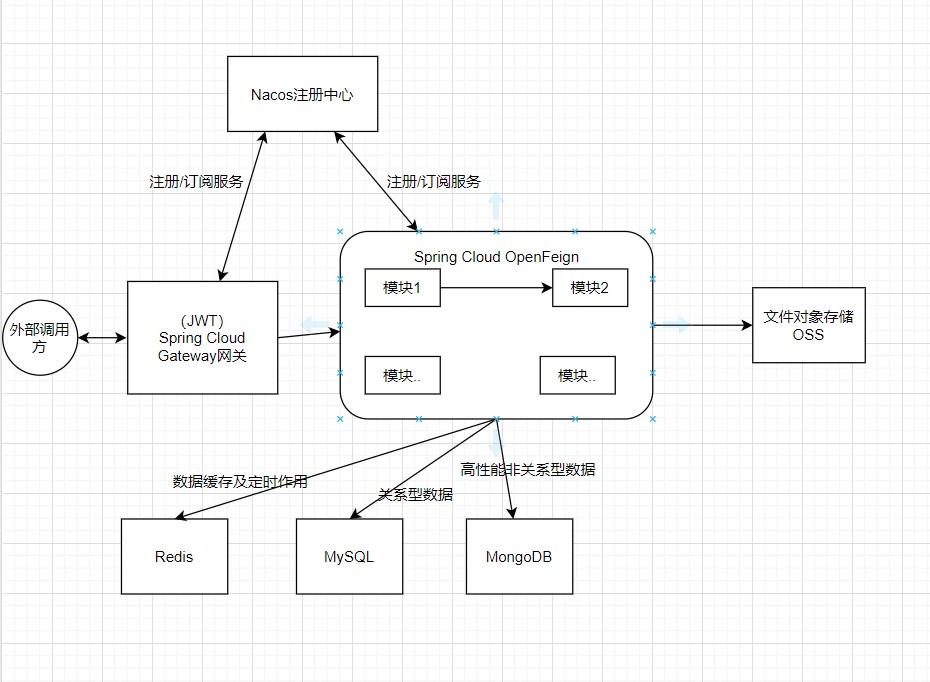 Nacos注册中心
注册/订阅服务
注册/订阅服务
Spring Cloud OpenFeign
模块1
模块2
外部调用
方
(JWT)
Spring Cloud
Gateway网关
文件对象存储
OSS
模块..
模块..
高性能非关系型数据
数据缓存及定时作用
关系型数据
Redis
MySQL
MongoDB